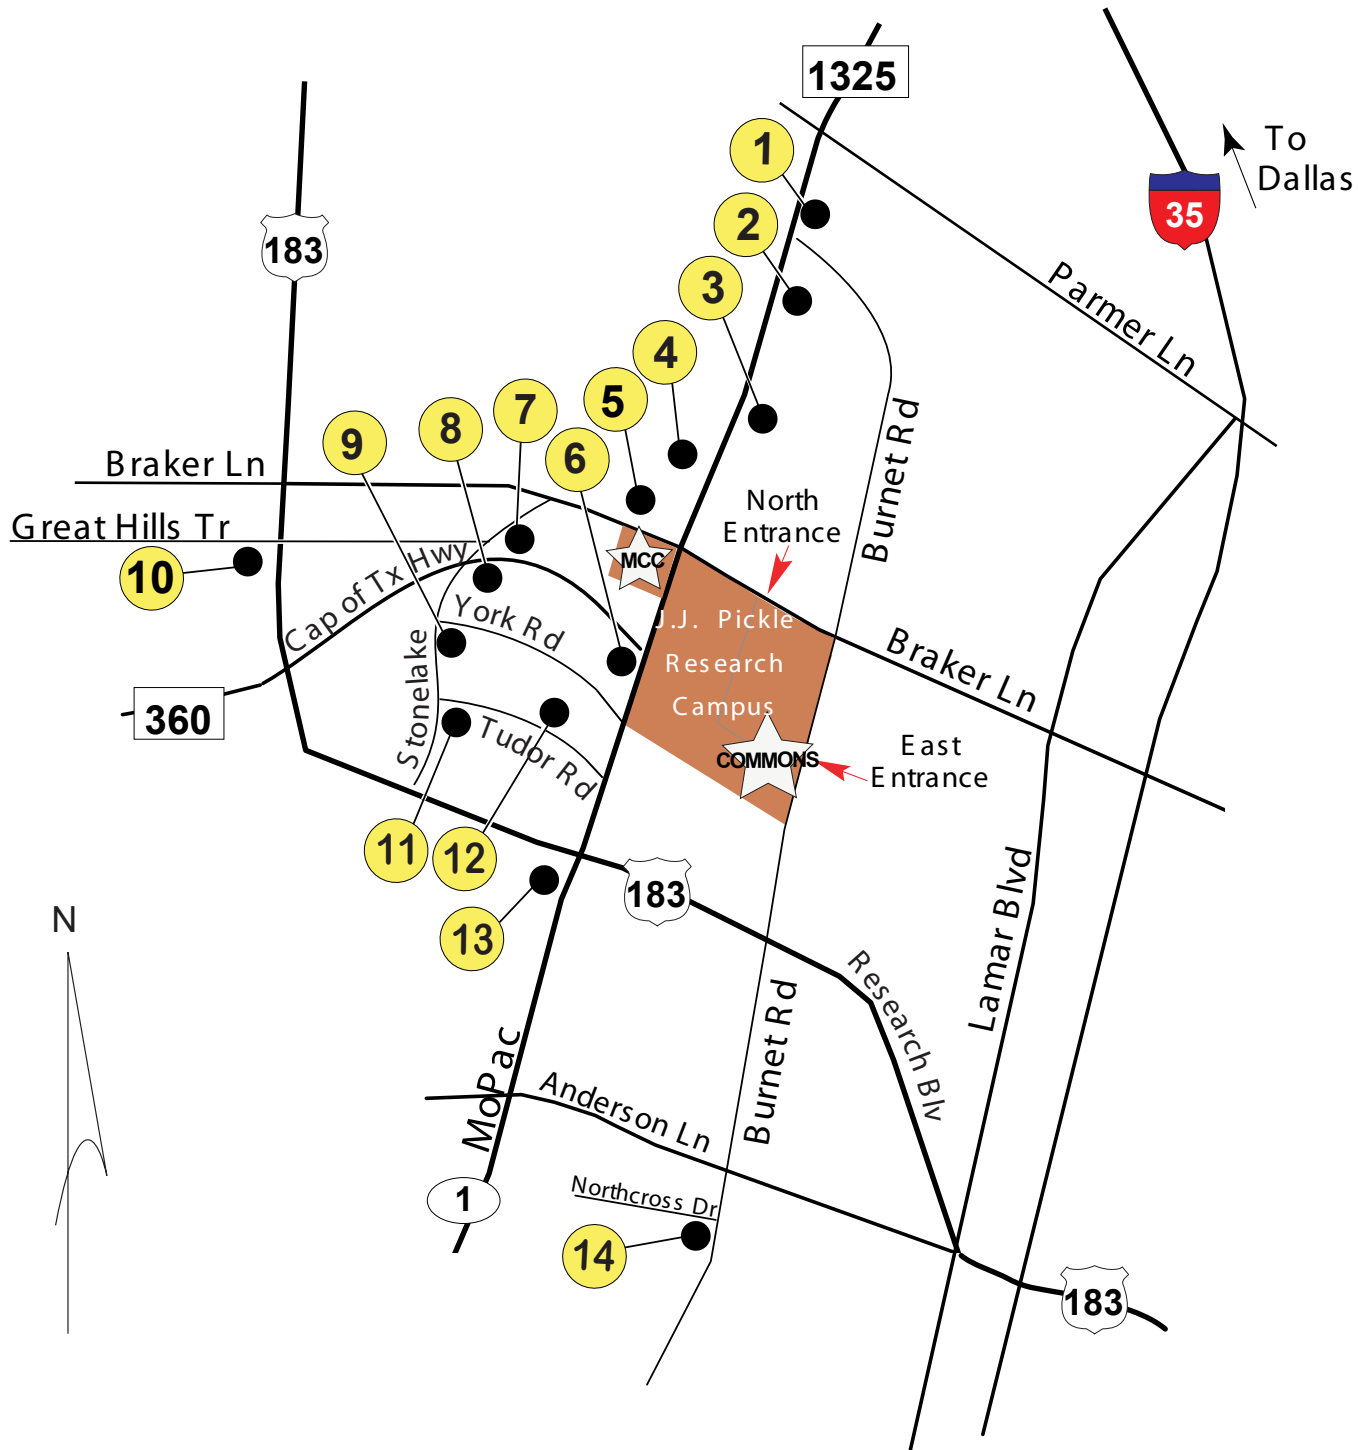 1325
To
Dallas
35
183
1
2
3
4
5
6
7
8
9
Parmer Ln
Braker Ln
Great Hills Tr
10
Cap of Tx Hwy
North
Entrance
Burnet Rd
MCC
J.J. Pickle
Research
Campus
York Rd
Stonelake
360
Tudor Rd
Braker Ln
COMMONS
East
Entrance
11
12
13
183
Lamar Blvd
N
Research Blv
Burnet Rd
MoPac
Anderson Ln
1
Northcross Dr
14
183